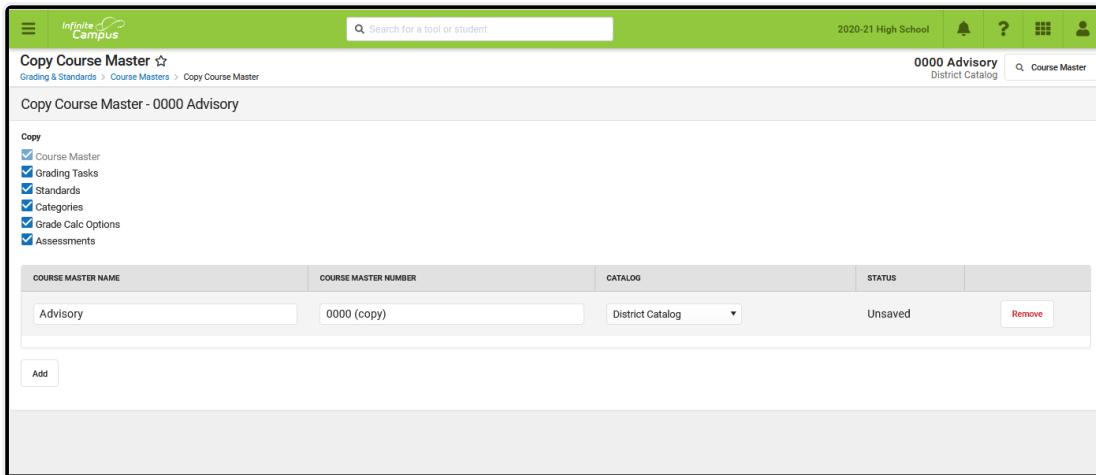 Infinite Campus
Search for a tool or student
2020-21 High School
Copy Course Master
Grading & Standards > Course Masters > Copy Course Master
0000 Advisory
District Catalog
Course Master
Copy Course Master - 0000 Advisory
Copy
Course Master
Grading Tasks
Standards
Categories
Grade Calc Options
Assessments
COURSE MASTER NAME COURSE MASTER NUMBER CATALOG STATUS
Advisory 0000 (copy) District Catalog Unsaved Remove
Add